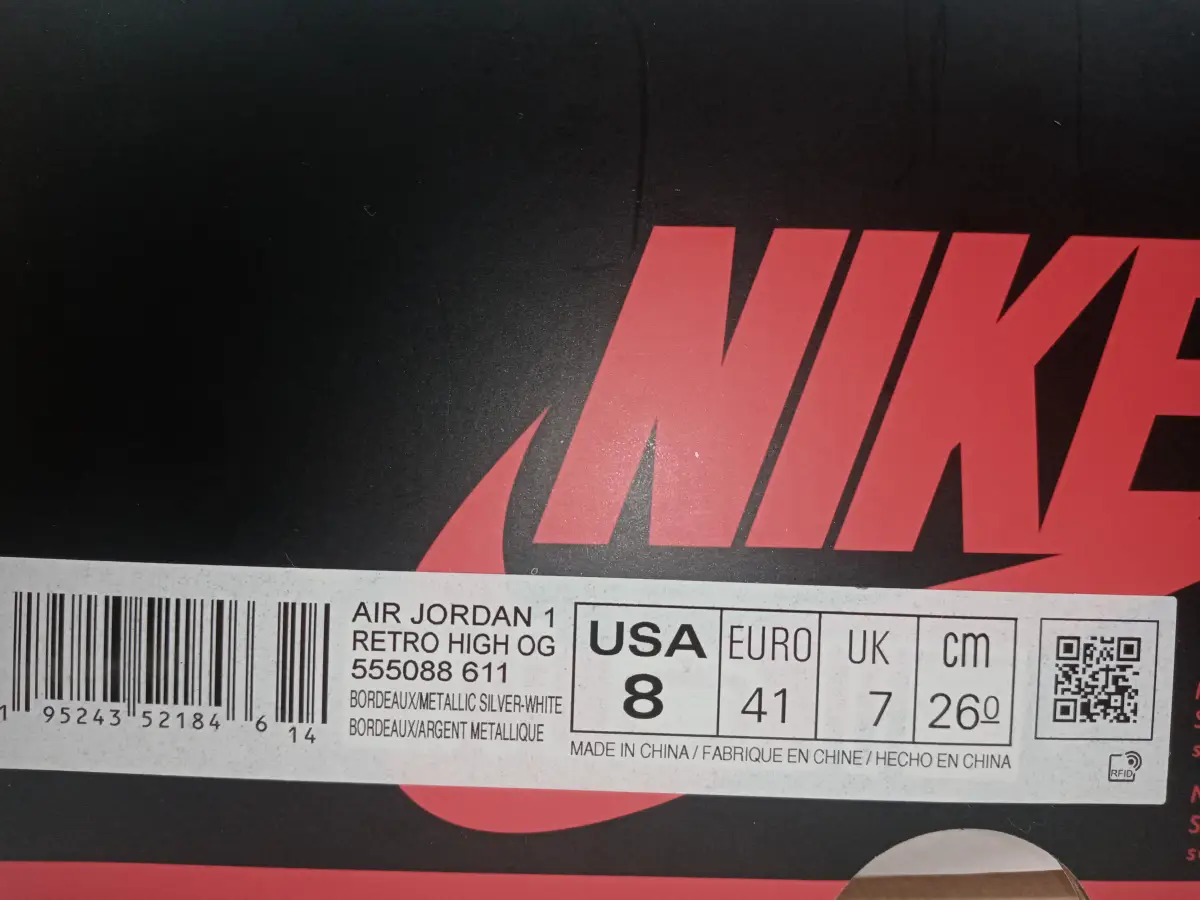 NIKE
AIR JORDAN 1
RETRO HIGH OG
555088 611
BORDEAUX/METALLIC SILVER-WHITE
BORDEAUX/ARGENT METALLIQUE
1 95243 52184 6 14
USA EURO UK cm
8 41 7 26⁰
MADE IN CHINA / FABRIQUE EN CHINE / HECHO EN CHINA
RFID